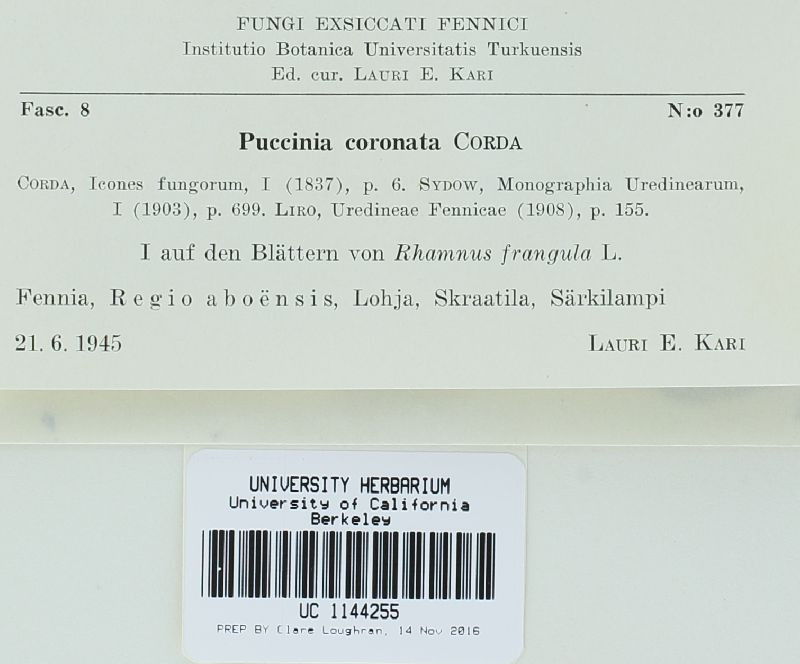 FUNGI EXSICCATI FENNICI
Institutio Botanica Universitatis Turkuensis
Ed. cur. LAURI E. KARI
Fasc. 8 N:o 377
Puccinia coronata CORDA
CORDA, Icones fungorum, I (1837), p. 6. SYDOW, Monographia Uredinearum,
I (1903), p. 699. LIRO, Uredineae Fennicae (1908), p. 155.
I auf den Blättern von Rhamnus frangula L.
Fennia, Regio aboënsis, Lohja, Skraatila, Särkilampi
21. 6. 1945 LAURI E. KARI
UNIVERSITY HERBARIUM
University of California
Berkeley
UC 1144255
PREP BY Clare Loughran, 14 Nov 2016